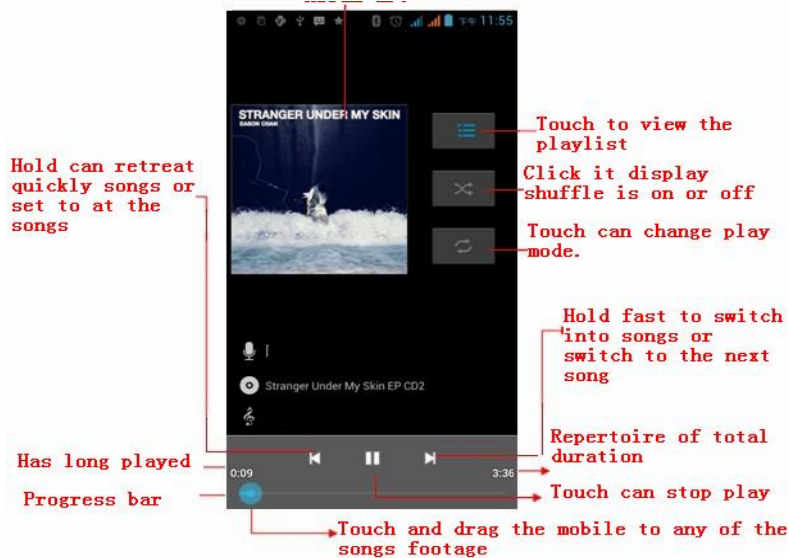 下午 11:55
STRANGER UNDER MY SKIN
EASON CHAN
Touch to view the
playlist
Click it display
shuffle is on or off
Touch can change play
mode.
Hold can retreat
quickly songs or
set to at the
songs
Hold fast to switch
into songs or
switch to the next
song
Stranger Under My Skin EP CD2
Repertoire of total
duration
Has long played
0:09
3:36
Touch can stop play
Progress bar
Touch and drag the mobile to any of the
songs footage